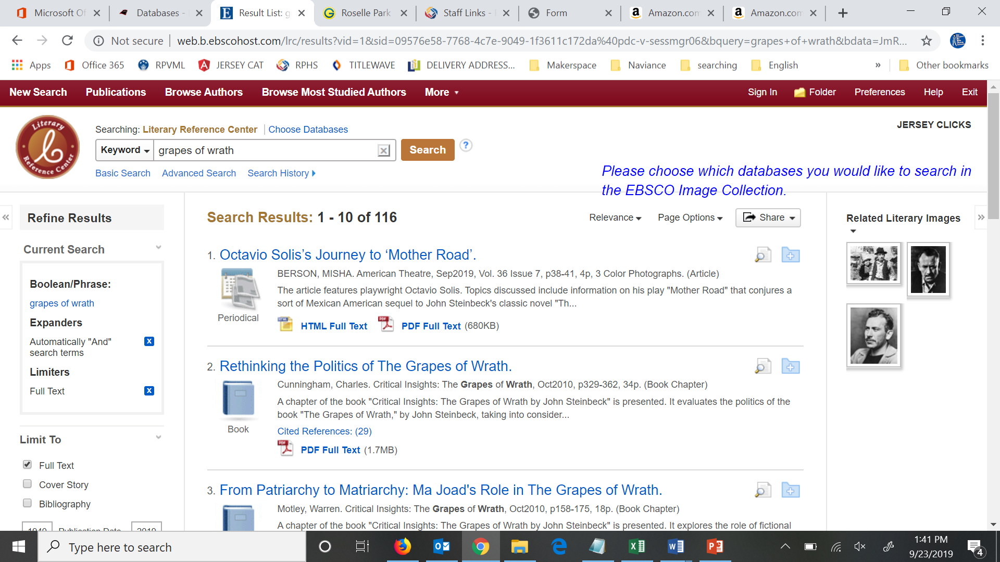 Microsoft Of
Databases -
Result List: g
Roselle Park
Staff Links -
Form
Amazon.com
Amazon.com
Not secure | web.b.ebscohost.com/lrc/results?vid=1&sid=09576e58-7768-4c7e-9049-1f3611c172da%40pdc-v-sessmgr06&bquery=grapes+of+wrath&bdata=JmR...
Apps Office 365 RPVML JERSEY CAT RPHS TITLEWAVE DELIVERY ADDRESS... Makerspace Naviance searching English » Other bookmarks
New Search Publications Browse Authors Browse Most Studied Authors More Sign In Folder Preferences Help Exit
Literary Reference Center
Searching: Literary Reference Center | Choose Databases
JERSEY CLICKS
Keyword grapes of wrath Search ?
Basic Search Advanced Search Search History
Please choose which databases you would like to search in
the EBSCO Image Collection.
Refine Results
Current Search
Boolean/Phrase:
grapes of wrath
Expanders
Automatically "And"
search terms
Limiters
Full Text
Limit To
Full Text
Cover Story
Bibliography
1940 Publication Date 2019
Search Results: 1 - 10 of 116
Relevance Page Options Share
1. Octavio Solis’s Journey to ‘Mother Road’.
Periodical
BERSON, MISHA. American Theatre, Sep2019, Vol. 36 Issue 7, p38-41, 4p, 3 Color Photographs. (Article)
The article features playwright Octavio Solis. Topics discussed include information on his play "Mother Road" that conjures a
sort of Mexican American sequel to John Steinbeck's classic novel "Th...
HTML Full Text PDF PDF Full Text (680KB)
2. Rethinking the Politics of The Grapes of Wrath.
Book
Cunningham, Charles. Critical Insights: The Grapes of Wrath, Oct2010, p329-362, 34p. (Book Chapter)
A chapter of the book "Critical Insights: The Grapes of Wrath by John Steinbeck" is presented. It evaluates the politics of the
book "The Grapes of Wrath," by John Steinbeck, taking into consider...
Cited References: (29)
PDF PDF Full Text (1.7MB)
3. From Patriarchy to Matriarchy: Ma Joad's Role in The Grapes of Wrath.
Motley, Warren. Critical Insights: The Grapes of Wrath, Oct2010, p158-175, 18p. (Book Chapter)
A chapter of the book "Critical Insights: The Grapes of Wrath by John Steinbeck" is presented. It explores the role of fictional
Related Literary Images
Type here to search
1:41 PM
9/23/2019
4